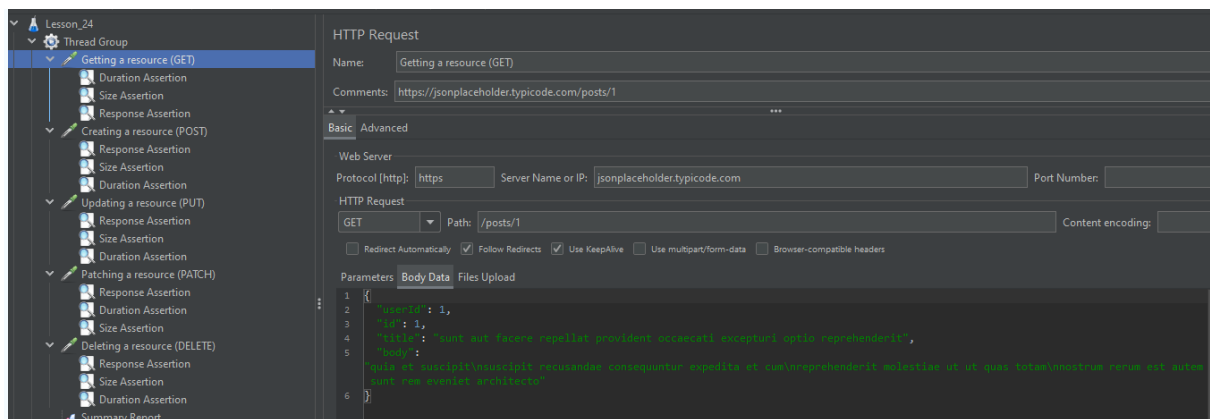 Lesson_24
Thread Group
Getting a resource (GET)
Duration Assertion
Size Assertion
Response Assertion
Creating a resource (POST)
Response Assertion
Size Assertion
Duration Assertion
Updating a resource (PUT)
Response Assertion
Size Assertion
Duration Assertion
Patching a resource (PATCH)
Response Assertion
Duration Assertion
Size Assertion
Deleting a resource (DELETE)
Response Assertion
Size Assertion
Duration Assertion
Summary Report
HTTP Request
Name: Getting a resource (GET)
Comments: https://jsonplaceholder.typicode.com/posts/1
Basic Advanced
Web Server
Protocol [http]: https Server Name or IP: jsonplaceholder.typicode.com Port Number:
HTTP Request
GET Path: /posts/1 Content encoding:
Redirect Automatically Follow Redirects Use KeepAlive Use multipart/form-data Browser-compatible headers
Parameters Body Data Files Upload
1 {
2 "userId": 1,
3 "id": 1,
4 "title": "sunt aut facere repellat provident occaecati excepturi optio reprehenderit",
5 "body":
"quia et suscipit\nsuscipit recusandae consequuntur expedita et cum\nreprehenderit molestiae ut ut quas totam\nnostrum rerum est autem
sunt rem eveniet architecto"
6 }